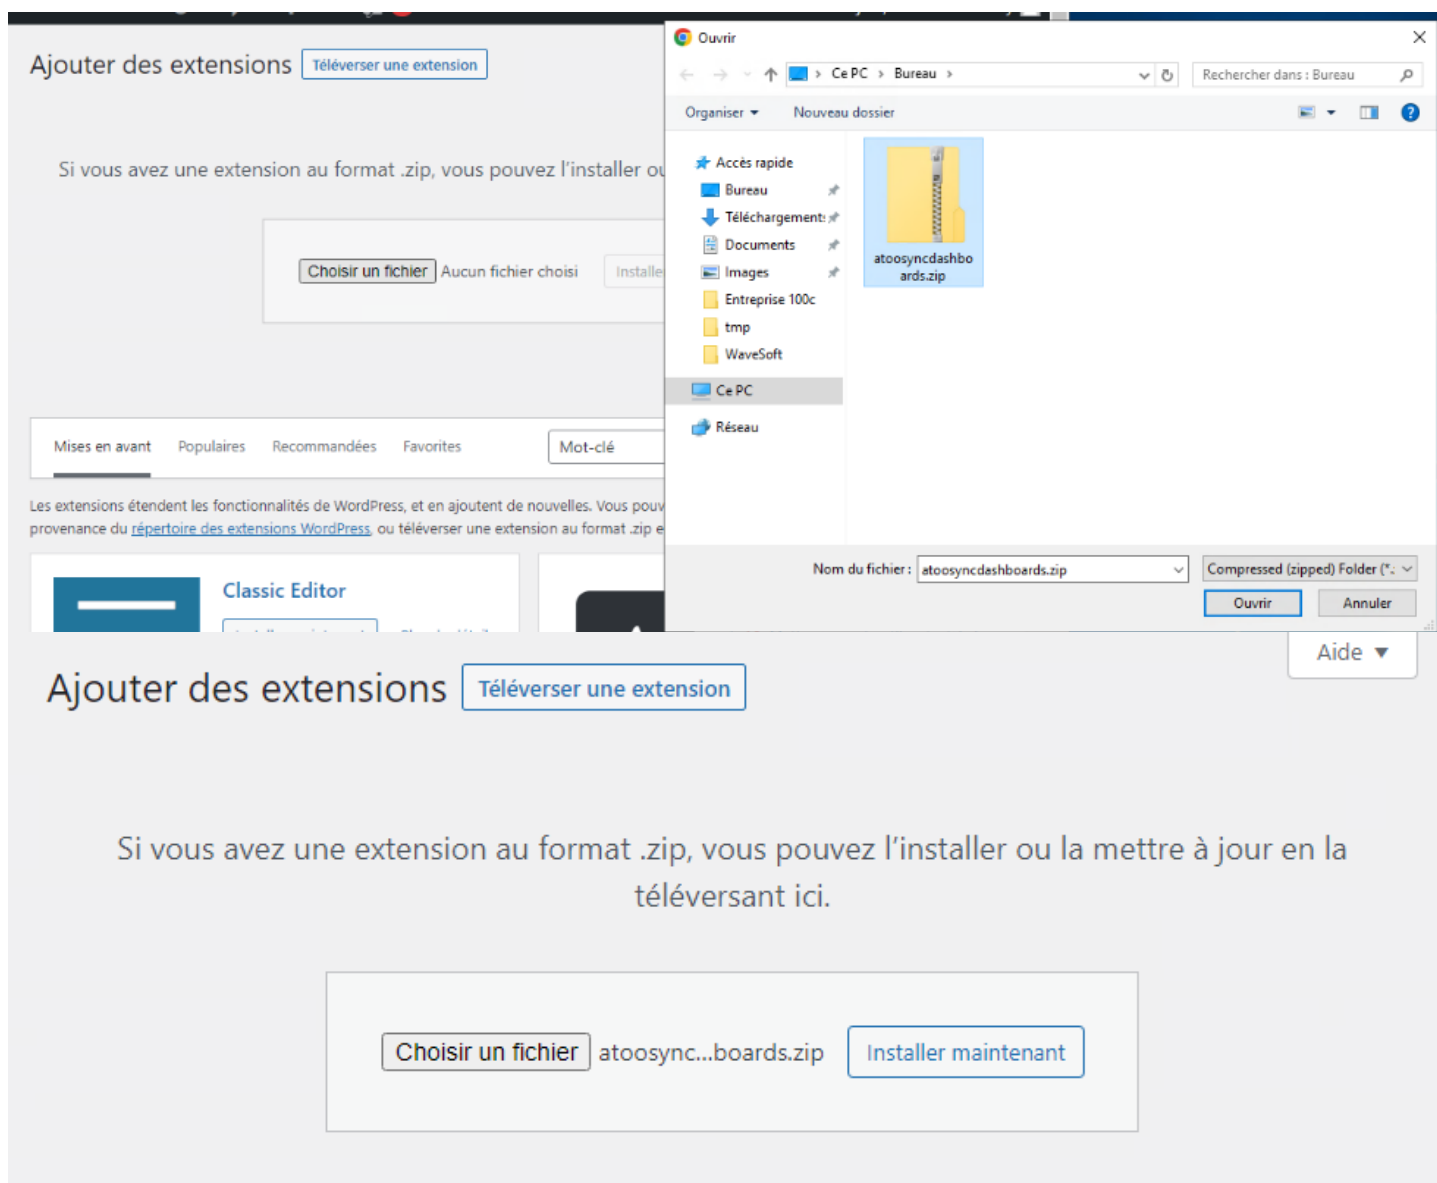 Ajouter des extensions Téléverser une extension
Si vous avez une extension au format .zip, vous pouvez l'installer ou
Choisir un fichier Aucun fichier choisi Installe
Mises en avant Populaires Recommandées Favorites Mot-clé
Les extensions étendent les fonctionnalités de WordPress, et en ajoutent de nouvelles. Vous pouv
provenance du répertoire des extensions WordPress, ou téléverser une extension au format .zip e
Classic Editor
Ouvrir
Ce PC > Bureau >
Rechercher dans : Bureau
Organiser Nouveau dossier
Accès rapide
Bureau
Téléchargement:
Documents
Images
Entreprise 100c
tmp
WaveSoft
Ce PC
Réseau
atoosyncdashbo
ards.zip
Nom du fichier : atoosyncdashboards.zip Compressed (zipped) Folder (*.
Ouvrir Annuler
Aide ▼
Ajouter des extensions Téléverser une extension
Si vous avez une extension au format .zip, vous pouvez l'installer ou la mettre à jour en la
téléversant ici.
Choisir un fichier atoosync...boards.zip Installer maintenant